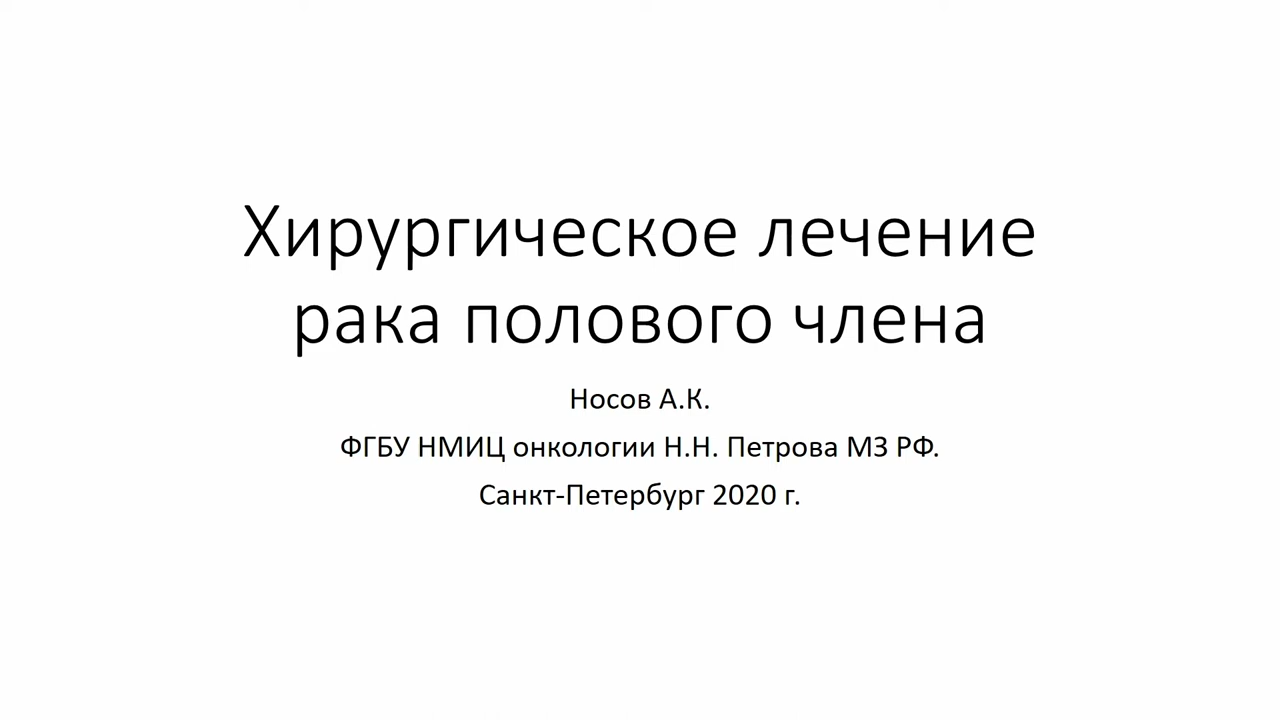 Хирургическое лечение
рака полового члена
Носов А.К.
ФГБУ НМИЦ онкологии Н.Н. Петрова МЗ РФ.
Санкт-Петербург 2020 г.